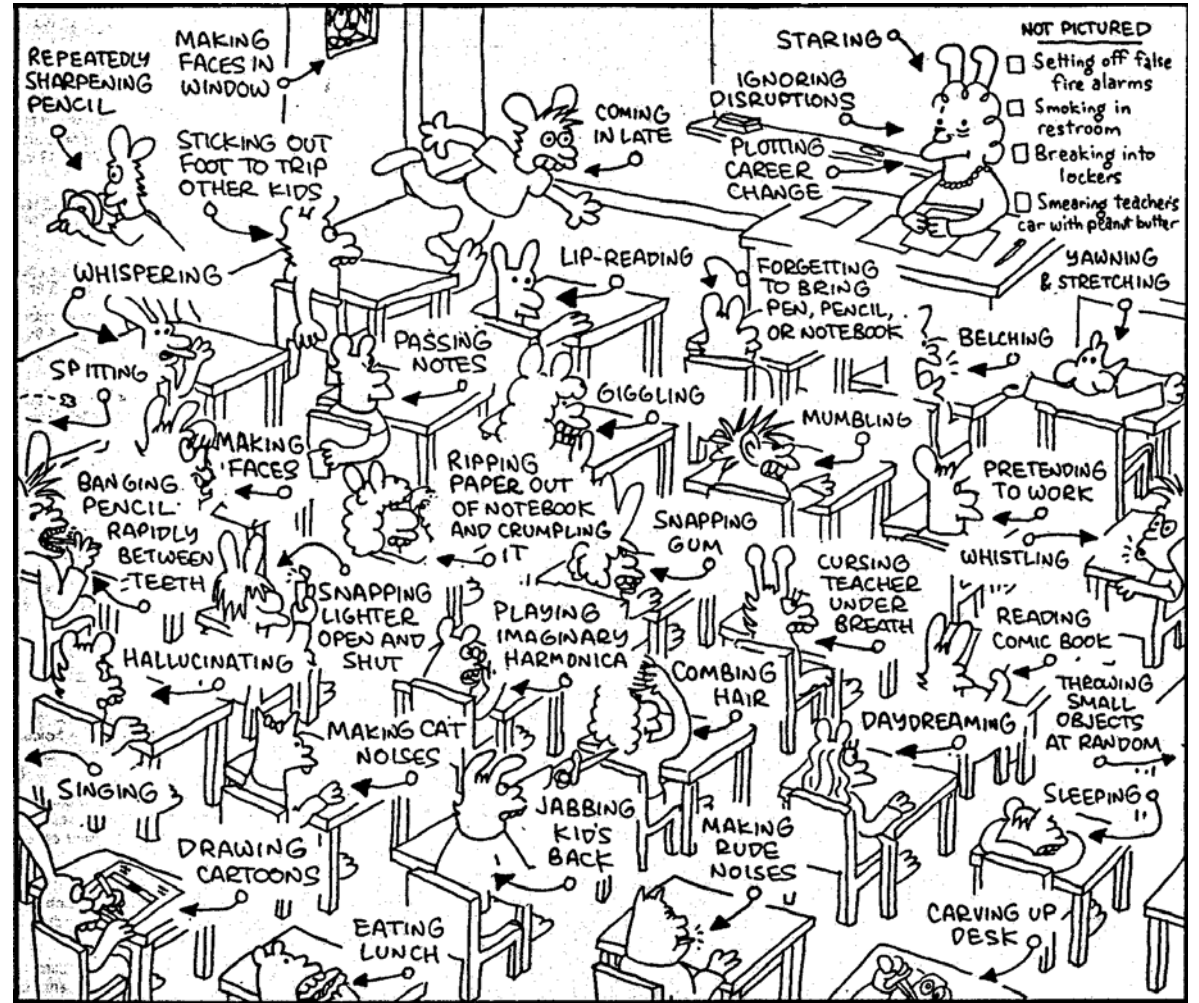 REPEATEDLY
SHARPENING
PENCIL
MAKING
FACES IN
WINDOW
STICKING OUT
FOOT TO TRIP
OTHER KIDS
COMING
IN LATE
STARING
IGNORING
DISRUPTIONS
PLOTTING
CAREER
CHANGE
NOT PICTURED
Setting off false
fire alarms
Smoking in
restroom
Breaking into
lockers
Smearing teacher's
car with peanut butter
WHISPERING
LIP-READING
FORGETTING
TO BRING
PEN, PENCIL,
OR NOTEBOOK
YAWNING
& STRETCHING
SPITTING
PASSING
NOTES
BELCHING
GIGGLING
MUMBLING
MAKING
FACES
BANGING
PENCIL
RAPIDLY
BETWEEN
TEETH
RIPPING
PAPER OUT
OF NOTEBOOK
AND CRUMPLING
IT
SNAPPING
GUM
PRETENDING
TO WORK
WHISTLING
SNAPPING
LIGHTER
OPEN AND
SHUT
PLAYING
IMAGINARY
HARMONICA
CURSING
TEACHER
UNDER
BREATH
READING
COMIC BOOK
HALLUCINATING
COMBING
HAIR
THROWING
SMALL
OBJECTS
AT RANDOM
MAKING CAT
NOISES
DAYDREAMING
SINGING
JABBING
KID'S
BACK
MAKING
RUDE
NOISES
SLEEPING
DRAWING
CARTOONS
EATING
LUNCH
CARVING UP
DESK